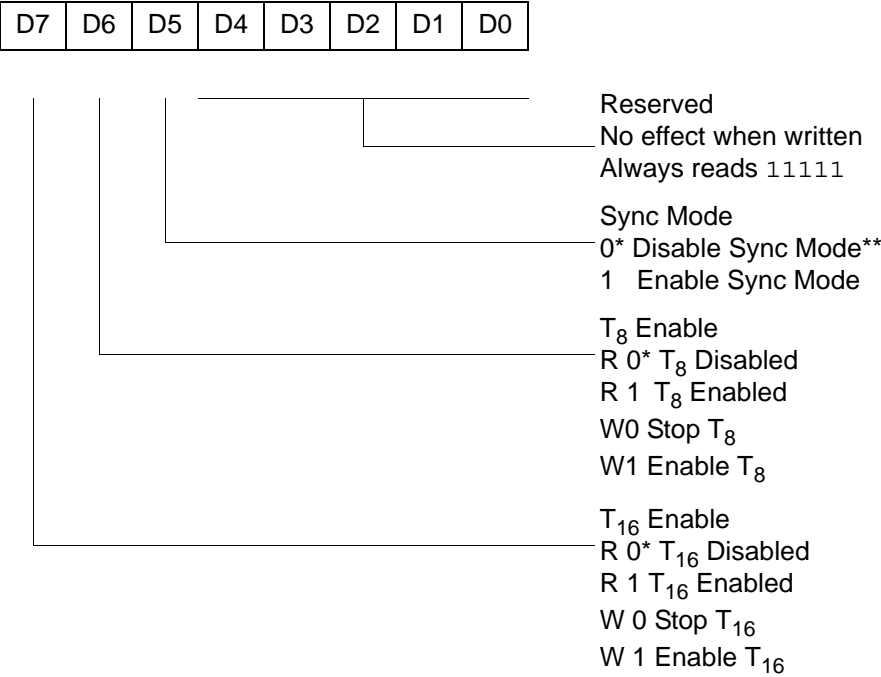 D7 D6 D5 D4 D3 D2 D1 D0
Reserved
No effect when written
Always reads 11111
Sync Mode
0* Disable Sync Mode**
1 Enable Sync Mode
T8 Enable
R 0* T8 Disabled
R 1 T8 Enabled
W0 Stop T8
W1 Enable T8
T16 Enable
R 0* T16 Disabled
R 1 T16 Enabled
W 0 Stop T16
W 1 Enable T16